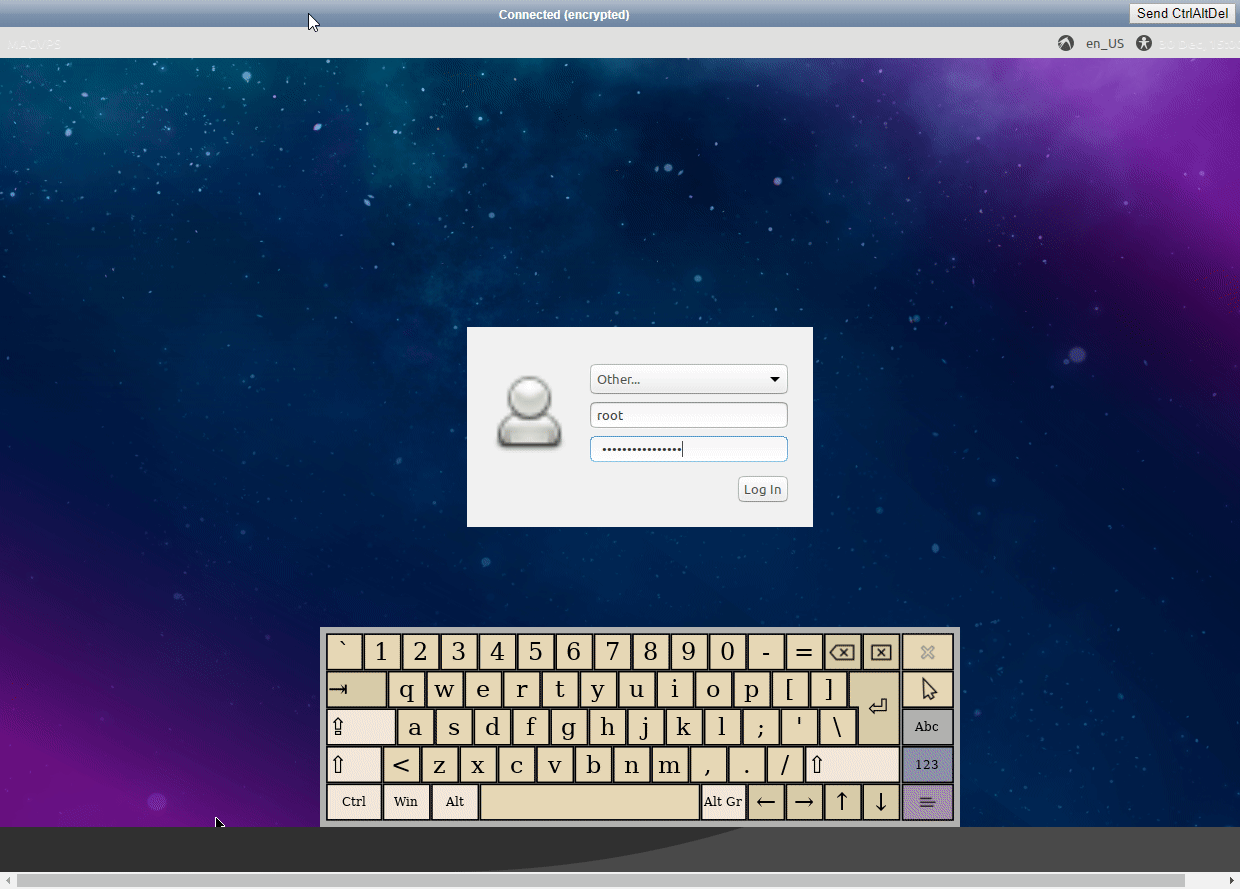 Connected (encrypted)
Send CtrlAltDel
MACVPS
en_US
Other...
root
••••••••••••••••
Log In
` 1 2 3 4 5 6 7 8 9 0 - =
q w e r t y u i o p [ ]
a s d f g h j k l ; ' \ Abc
< z x c v b n m , . / 123
Ctrl Win Alt Alt Gr ← → ↑ ↓